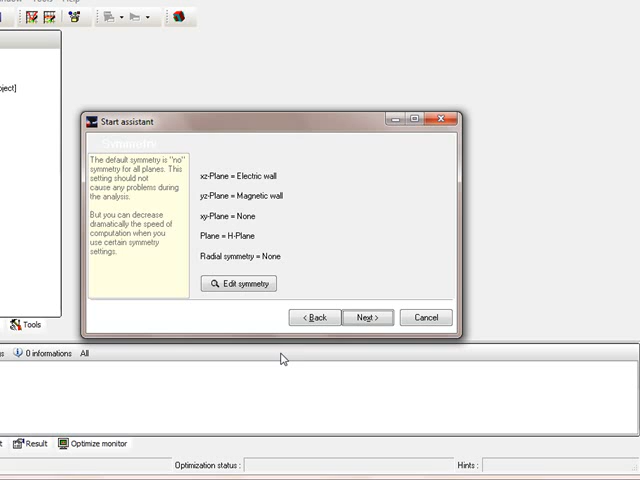 Tools Help
oject]
Start assistant
Symmetry
The default symmetry is "no"
symmetry for all planes. This
setting should not
cause any problems during
the analysis.
But you can decrease
dramatically the speed of
computation when you
use certain symmetry
settings.
xz-Plane = Electric wall
yz-Plane = Magnetic wall
xy-Plane = None
Plane = H-Plane
Radial symmetry = None
Edit symmetry
< Back
Next >
Cancel
Tools
gs
0 informations
All
t
Result
Optimize monitor
Optimization status :
Hints :